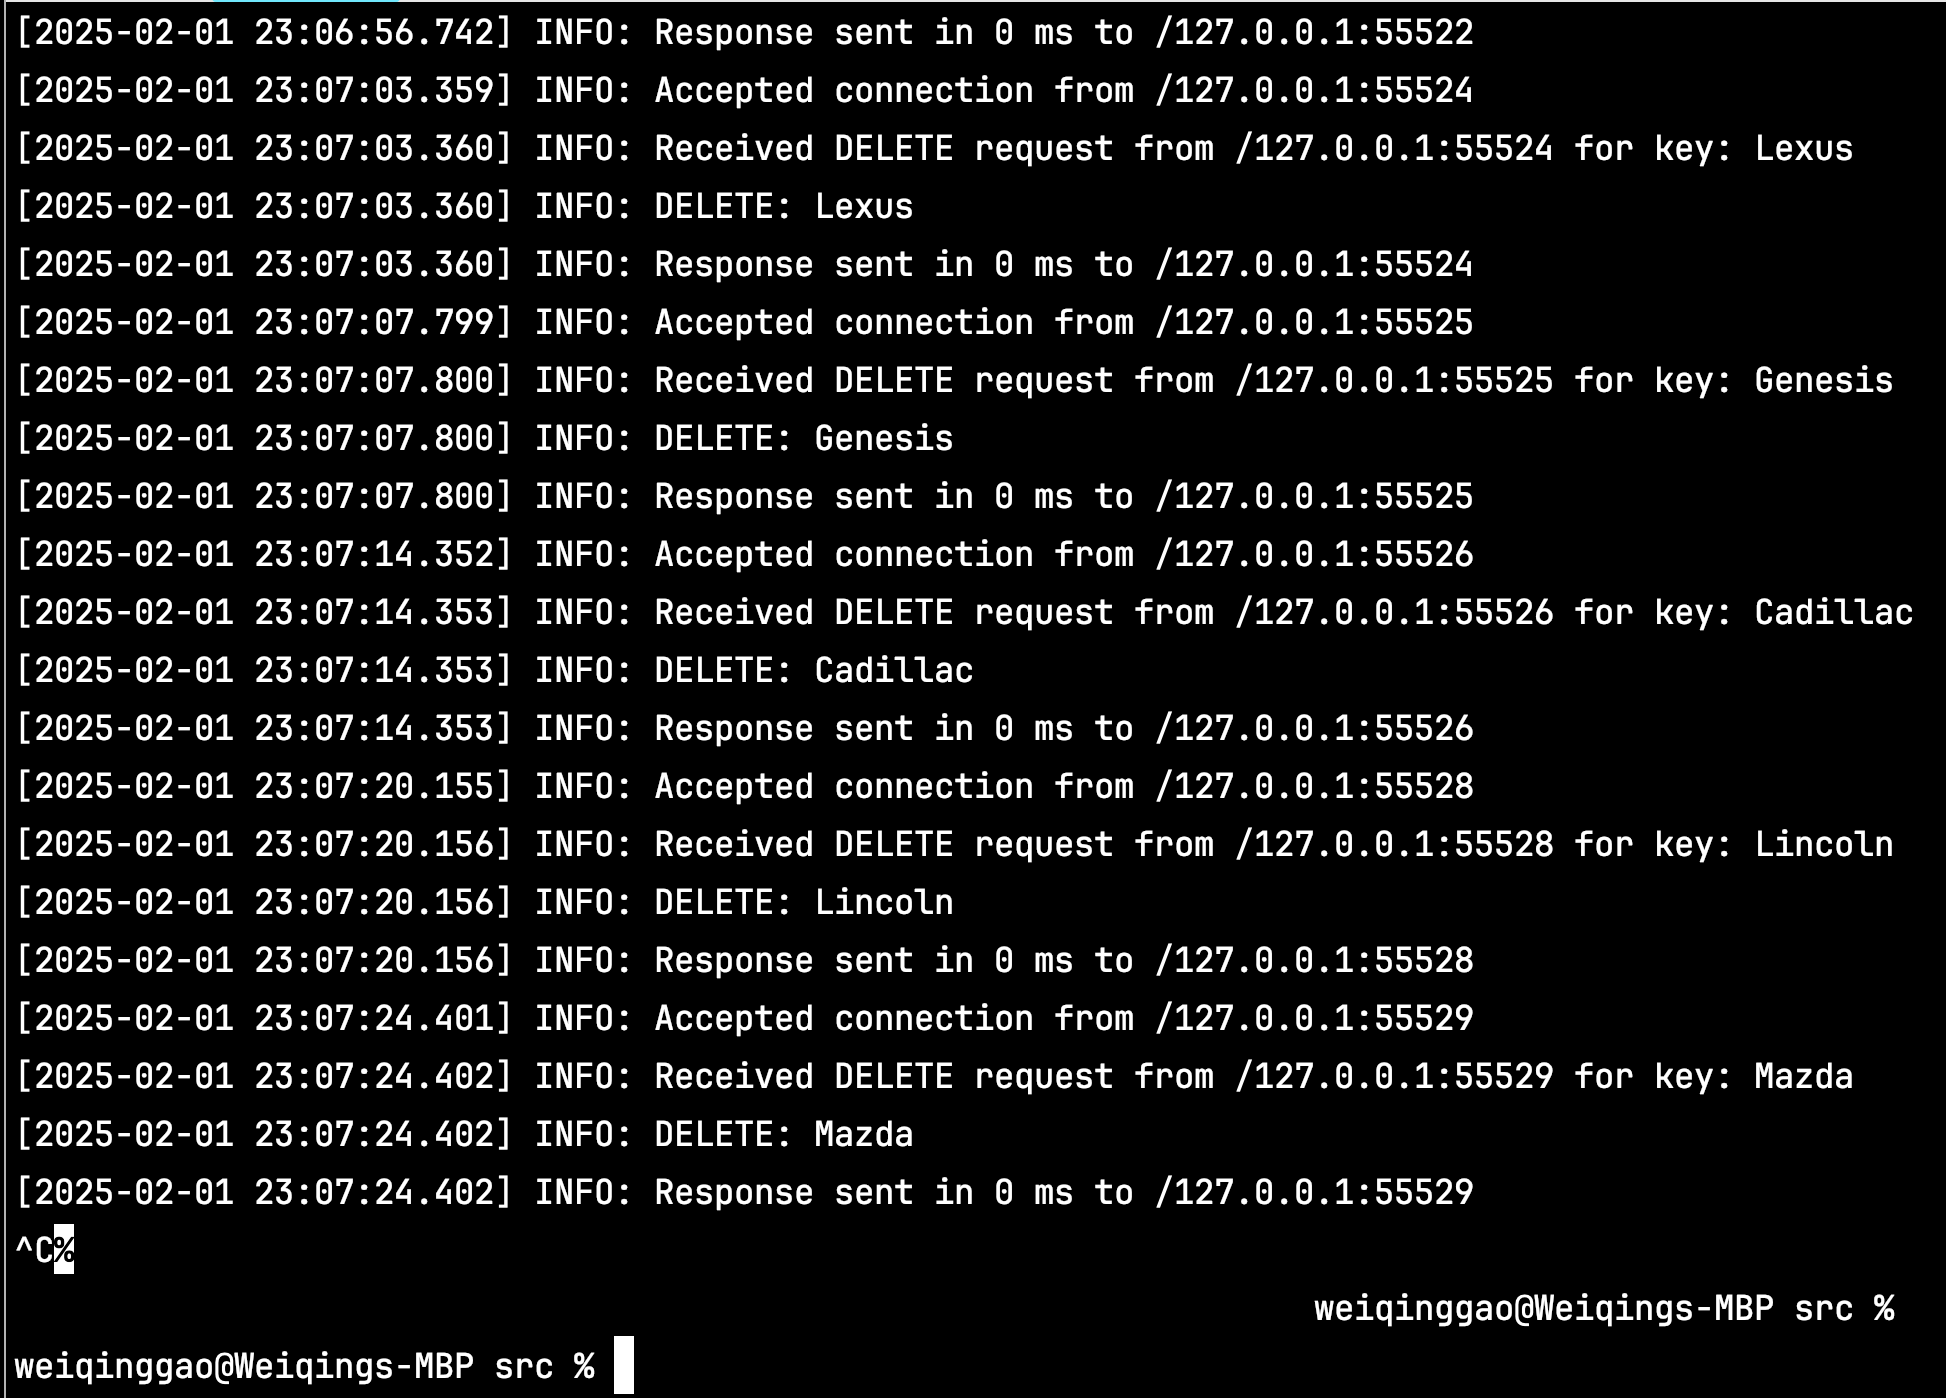 [2025-02-01 23:06:56.742] INFO: Response sent in 0 ms to /127.0.0.1:55522
[2025-02-01 23:07:03.359] INFO: Accepted connection from /127.0.0.1:55524
[2025-02-01 23:07:03.360] INFO: Received DELETE request from /127.0.0.1:55524 for key: Lexus
[2025-02-01 23:07:03.360] INFO: DELETE: Lexus
[2025-02-01 23:07:03.360] INFO: Response sent in 0 ms to /127.0.0.1:55524
[2025-02-01 23:07:07.799] INFO: Accepted connection from /127.0.0.1:55525
[2025-02-01 23:07:07.800] INFO: Received DELETE request from /127.0.0.1:55525 for key: Genesis
[2025-02-01 23:07:07.800] INFO: DELETE: Genesis
[2025-02-01 23:07:07.800] INFO: Response sent in 0 ms to /127.0.0.1:55525
[2025-02-01 23:07:14.352] INFO: Accepted connection from /127.0.0.1:55526
[2025-02-01 23:07:14.353] INFO: Received DELETE request from /127.0.0.1:55526 for key: Cadillac
[2025-02-01 23:07:14.353] INFO: DELETE: Cadillac
[2025-02-01 23:07:14.353] INFO: Response sent in 0 ms to /127.0.0.1:55526
[2025-02-01 23:07:20.155] INFO: Accepted connection from /127.0.0.1:55528
[2025-02-01 23:07:20.156] INFO: Received DELETE request from /127.0.0.1:55528 for key: Lincoln
[2025-02-01 23:07:20.156] INFO: DELETE: Lincoln
[2025-02-01 23:07:20.156] INFO: Response sent in 0 ms to /127.0.0.1:55528
[2025-02-01 23:07:24.401] INFO: Accepted connection from /127.0.0.1:55529
[2025-02-01 23:07:24.402] INFO: Received DELETE request from /127.0.0.1:55529 for key: Mazda
[2025-02-01 23:07:24.402] INFO: DELETE: Mazda
[2025-02-01 23:07:24.402] INFO: Response sent in 0 ms to /127.0.0.1:55529
^C%
weiqinggao@Weiqings-MBP src %
weiqinggao@Weiqings-MBP src %